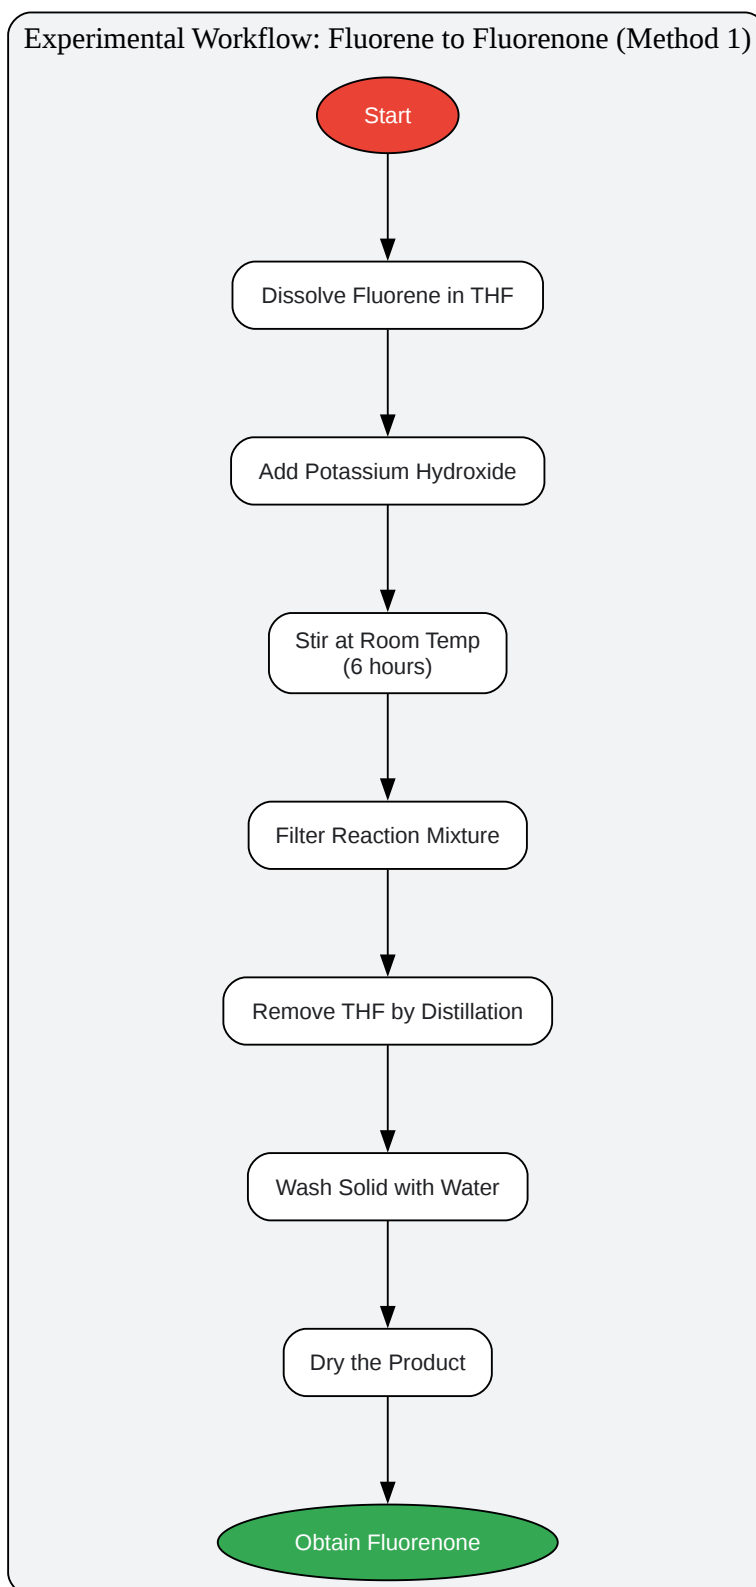 Experimental Workflow: Fluorene to Fluorenone (Method 1)
Start
Dissolve Fluorene in THF
Add Potassium Hydroxide
Stir at Room Temp
(6 hours)
Filter Reaction Mixture
Remove THF by Distillation
Wash Solid with Water
Dry the Product
Obtain Fluorenone